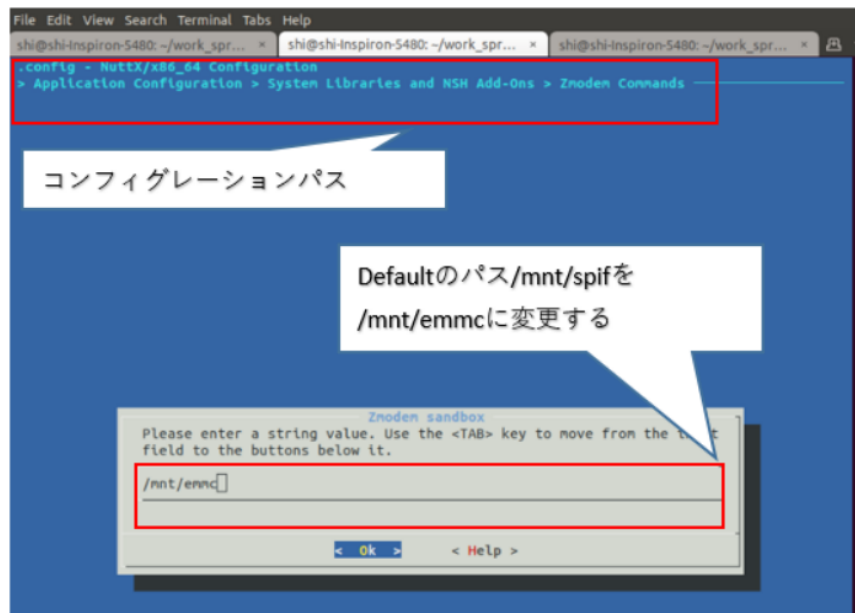 File Edit View Search Terminal Tabs Help
shi@shi-Inspiron-5480: ~/work_spr... × shi@shi-Inspiron-5480: ~/work_spr... × shi@shi-Inspiron-5480: ~/work_spr... ×
.config - NuttX/x86_64 Configuration
> Application Configuration > System Libraries and NSH Add-Ons > Zmodem Commands
コンフィグレーションパス
Defaultのパス/mnt/spifを
/mnt/emmcに変更する
Zmodem sandbox
Please enter a string value. Use the <TAB> key to move from the t t
field to the buttons below it.
/mnt/emmc
< Ok > < Help >